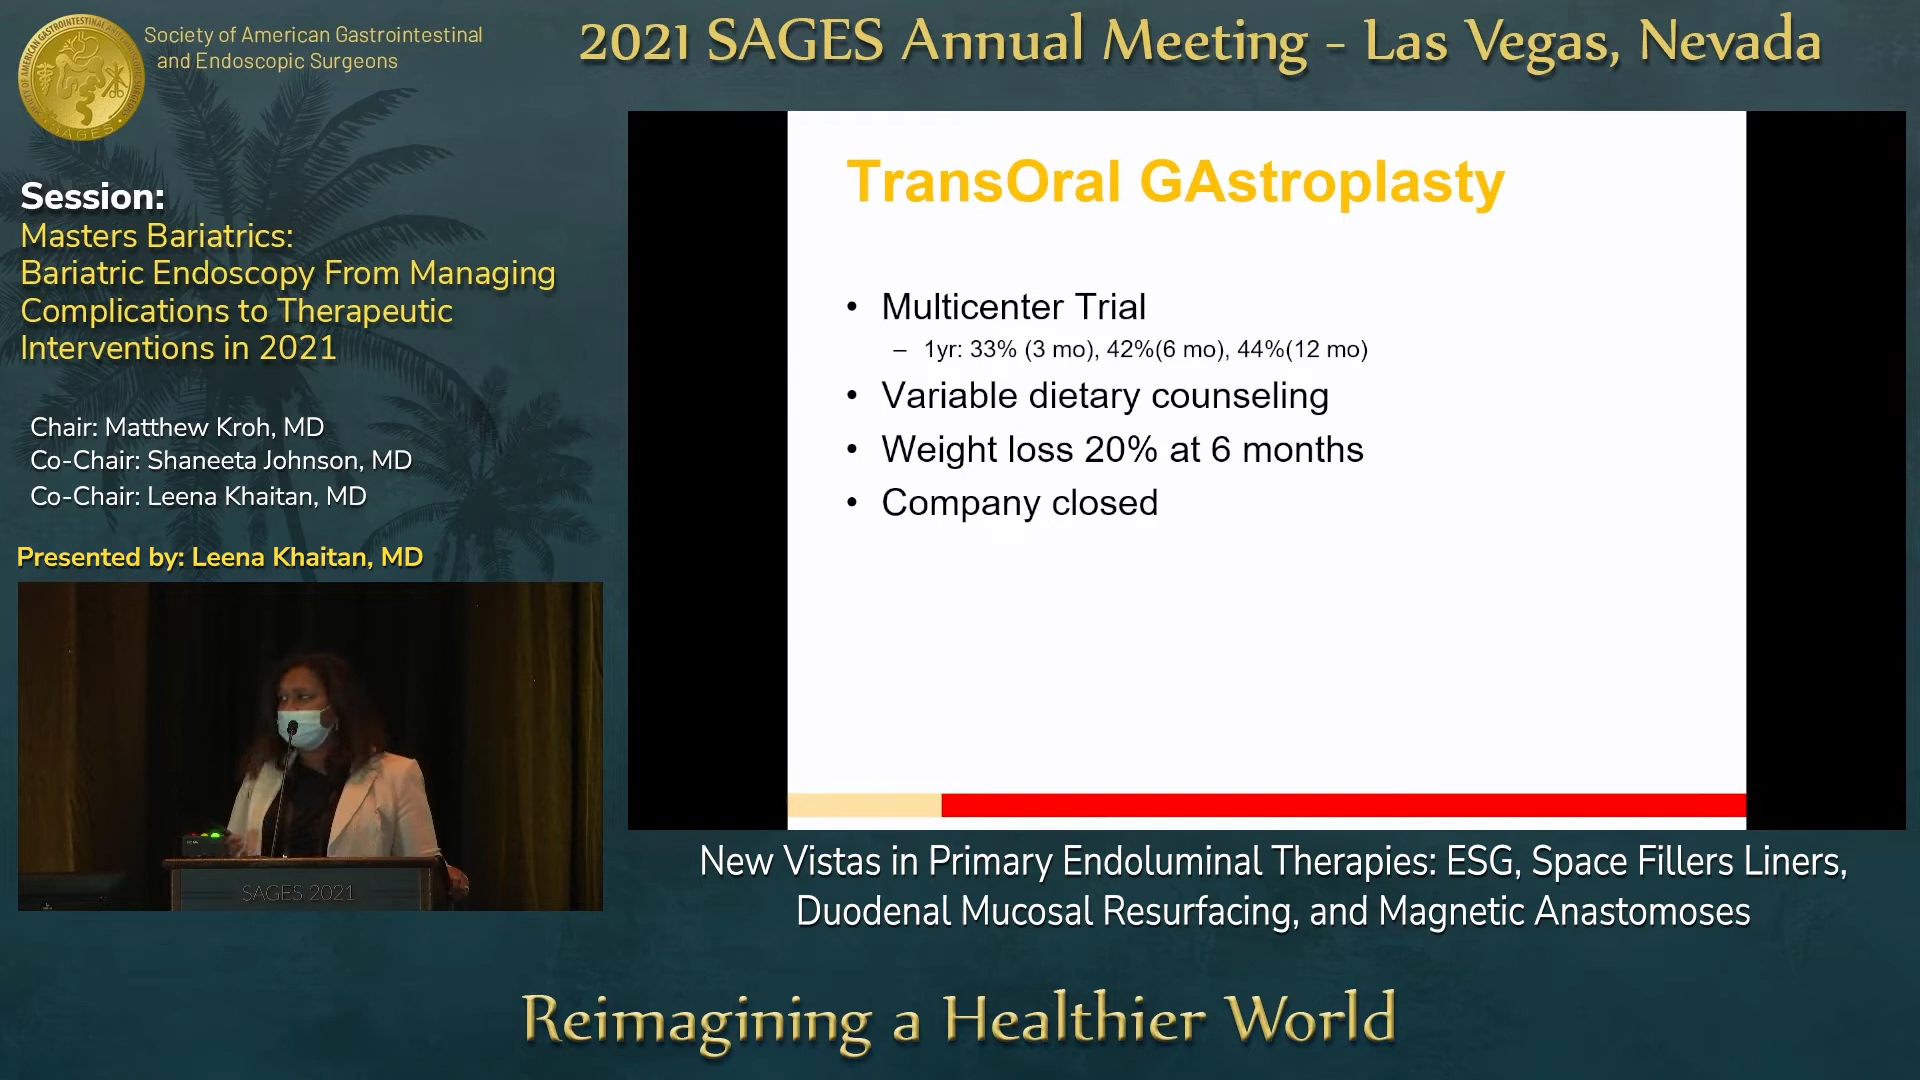 Society of American Gastrointestinal
and Endoscopic Surgeons
2021 SAGES Annual Meeting - Las Vegas, Nevada
SAGES
Session:
Masters Bariatrics:
Bariatric Endoscopy From Managing
Complications to Therapeutic
Interventions in 2021
Chair: Matthew Kroh, MD
Co-Chair: Shaneeta Johnson, MD
Co-Chair: Leena Khaitan, MD
Presented by: Leena Khaitan, MD
SAGES 2021
TransOral GAstroplasty
• Multicenter Trial
– 1yr: 33% (3 mo), 42%(6 mo), 44%(12 mo)
• Variable dietary counseling
• Weight loss 20% at 6 months
• Company closed
New Vistas in Primary Endoluminal Therapies: ESG, Space Fillers Liners,
Duodenal Mucosal Resurfacing, and Magnetic Anastomoses
Reimagining a Healthier World